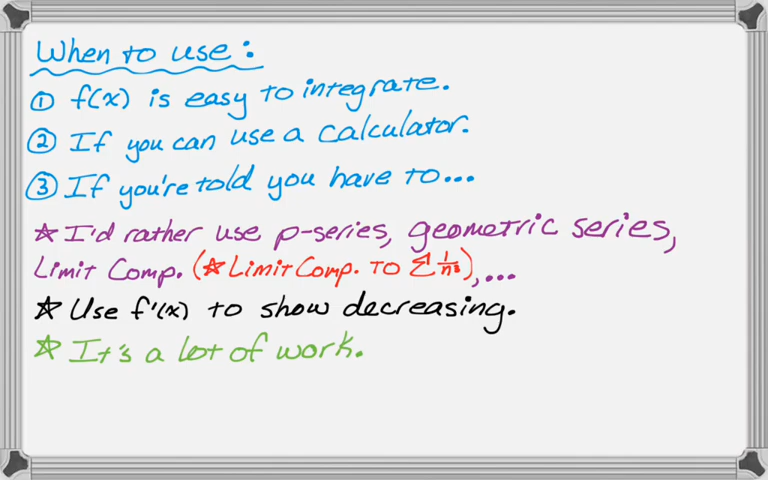 When to use:
① f(x) is easy to integrate.
② If you can use a calculator.
③ If you're told you have to...
☆ I'd rather use p-series, geometric series,
Limit Comp. (☆ Limit Comp. to Σ 1/n³), ...
☆ Use f'(x) to show decreasing.
☆ It's a lot of work.